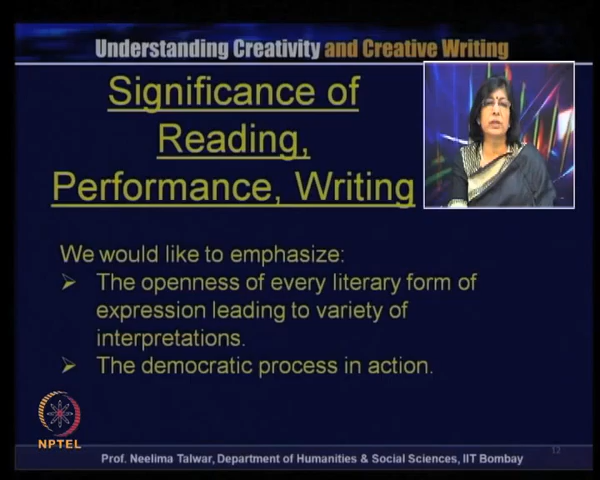 Understanding Creativity and Creative Writing
Significance of
Reading,
Performance, Writing
We would like to emphasize:
➤ The openness of every literary form of
expression leading to variety of
interpretations.
➤ The democratic process in action.
NPTEL
12
Prof. Neelima Talwar, Department of Humanities & Social Sciences, IIT Bombay